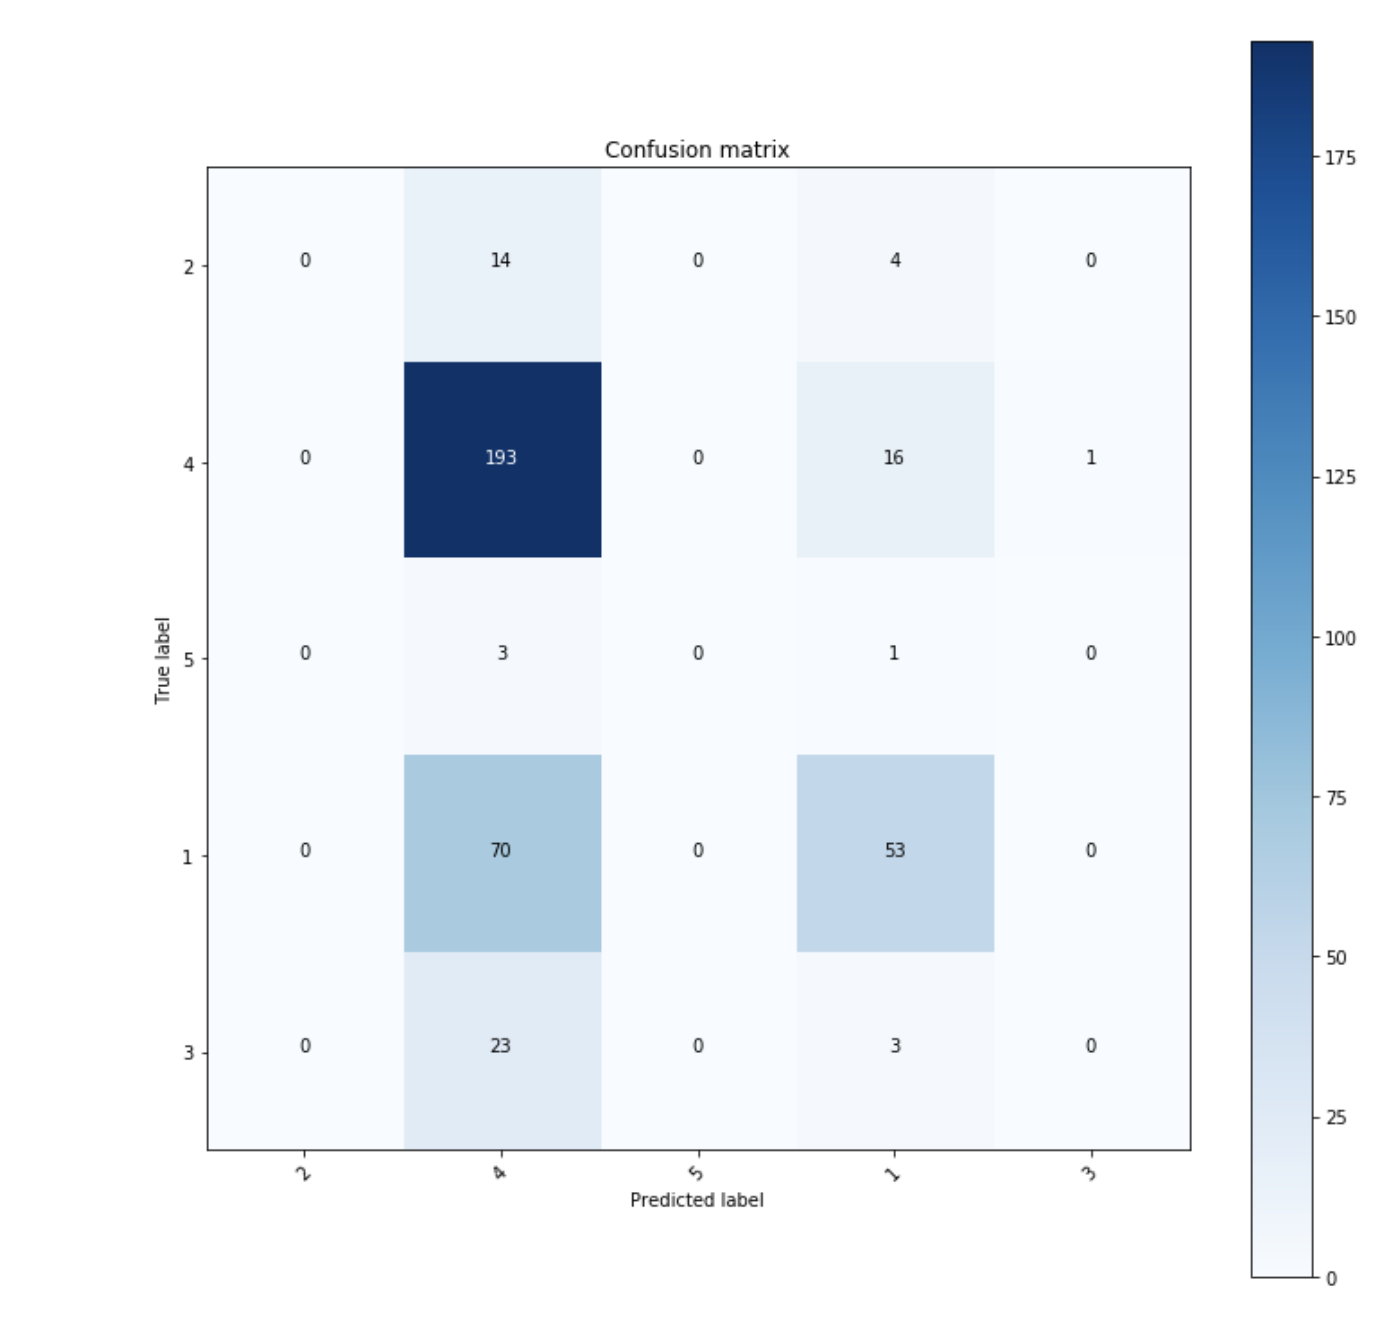 Confusion matrix
2 0 14 0 4 0
4 0 193 0 16 1
5 0 3 0 1 0
1 0 70 0 53 0
3 0 23 0 3 0
2 4 5 1 3
True label
Predicted label
175
150
125
100
75
50
25
0